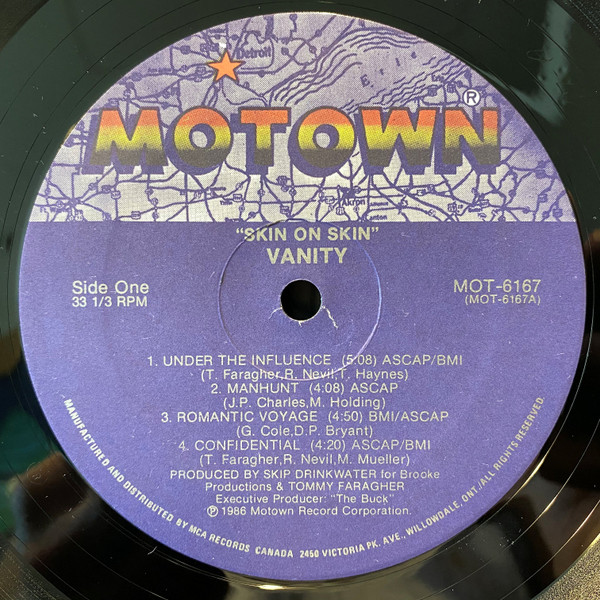 Detroit
Erie
MOTOWN®
Akron
Canton
"SKIN ON SKIN"
VANITY
Side One
33 1/3 RPM
MOT-6167
(MOT-6167A)
1. UNDER THE INFLUENCE (5:08) ASCAP/BMI
(T. Faragher,R. Nevil,T. Haynes)
2. MANHUNT (4:08) ASCAP
(J.P. Charles,M. Holding)
3. ROMANTIC VOYAGE (4:50) BMI/ASCAP
(G. Cole,D.P. Bryant)
4. CONFIDENTIAL (4:20) ASCAP/BMI
(T. Faragher,R. Nevil,M. Mueller)
PRODUCED BY SKIP DRINKWATER for Brooke
Productions & TOMMY FARAGHER
Executive Producer: "The Buck"
℗ 1986 Motown Record Corporation.
MANUFACTURED AND DISTRIBUTED BY MCA RECORDS CANADA 2450 VICTORIA PK. AVE., WILLOWDALE, ONT./ALL RIGHTS RESERVED.